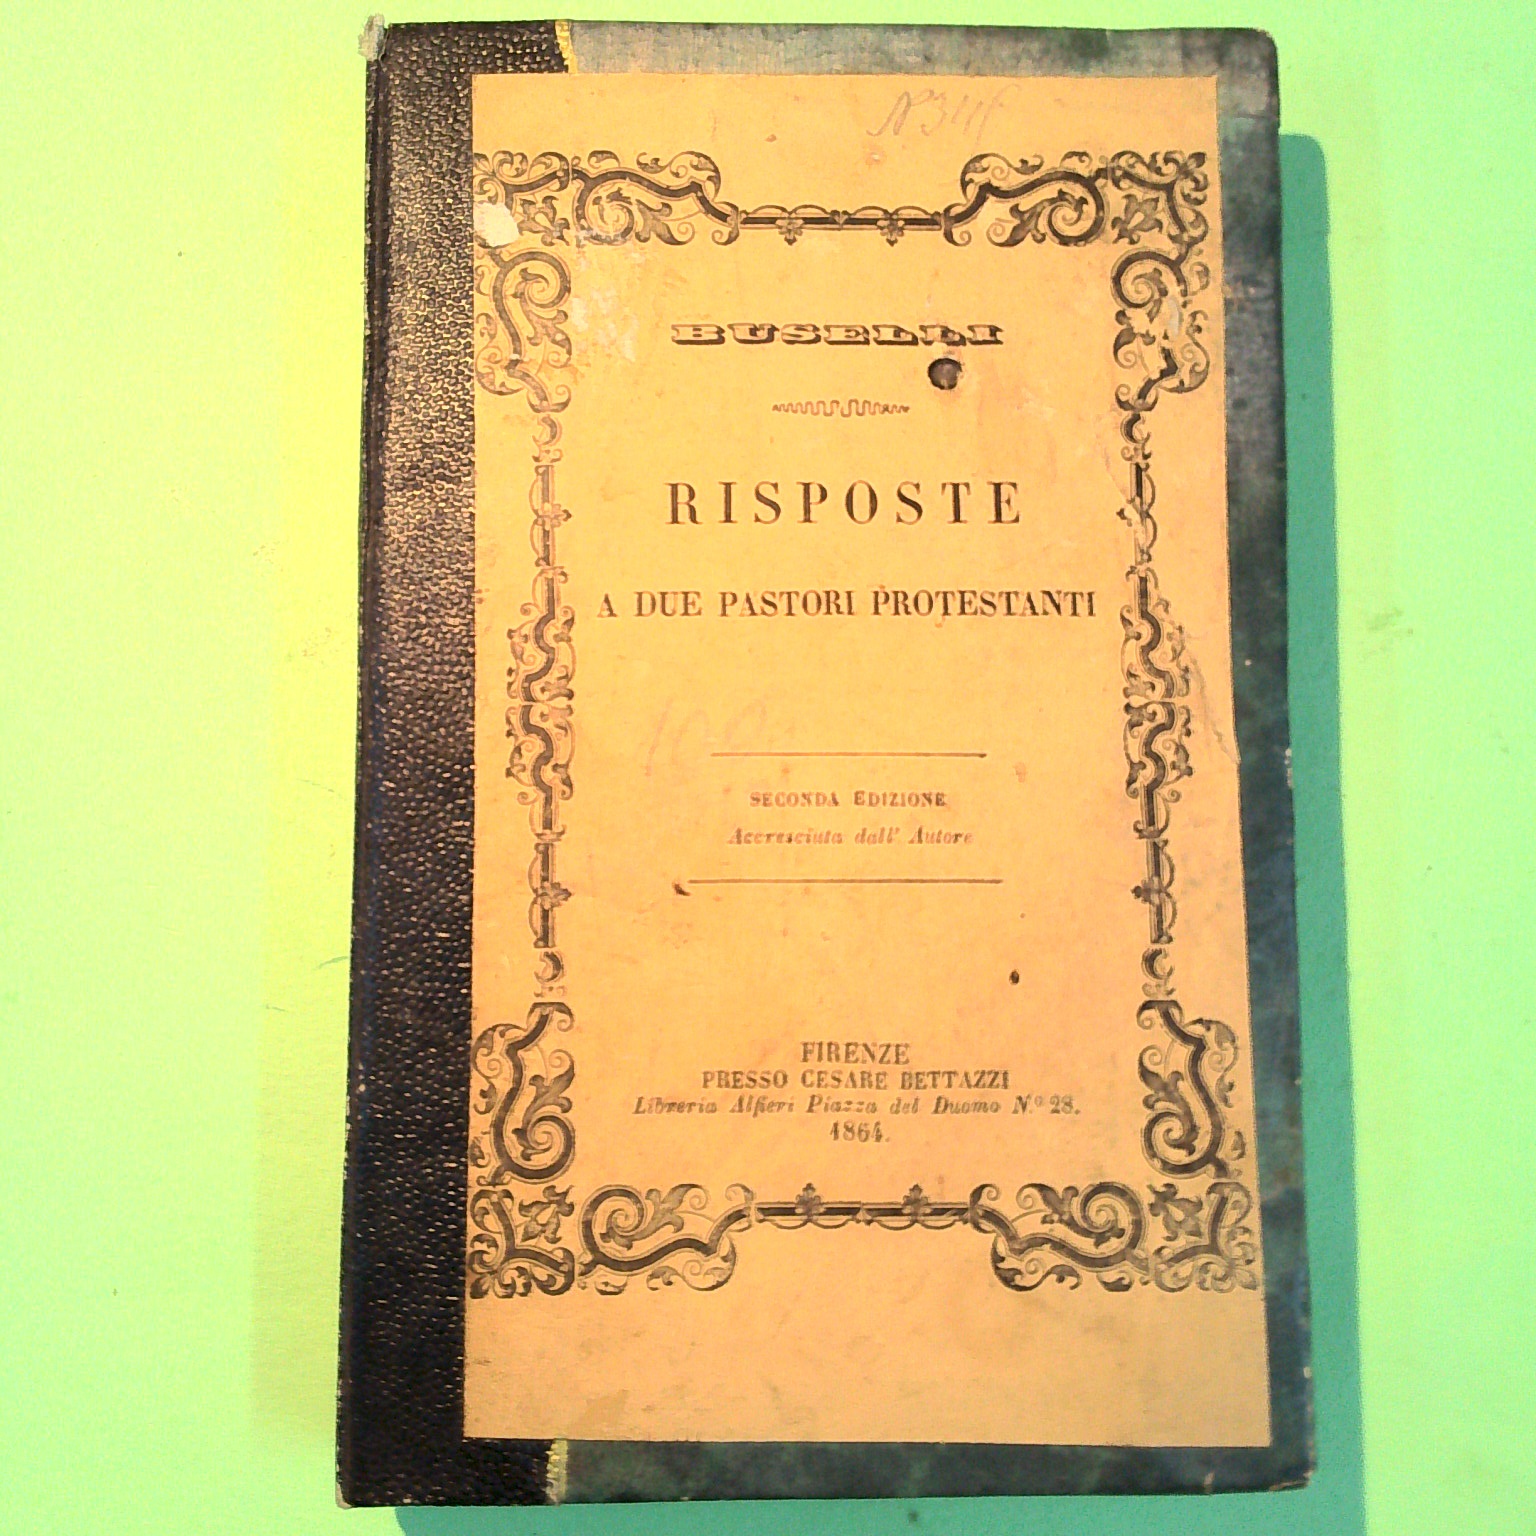 BUSELLI
RISPOSTE
A DUE PASTORI PROTESTANTI
SECONDA EDIZIONE
Accresciuta dall' Autore
FIRENZE
PRESSO CESARE BETTAZZI
Libreria Alfieri Piazza del Duomo N.º 28.
1864.